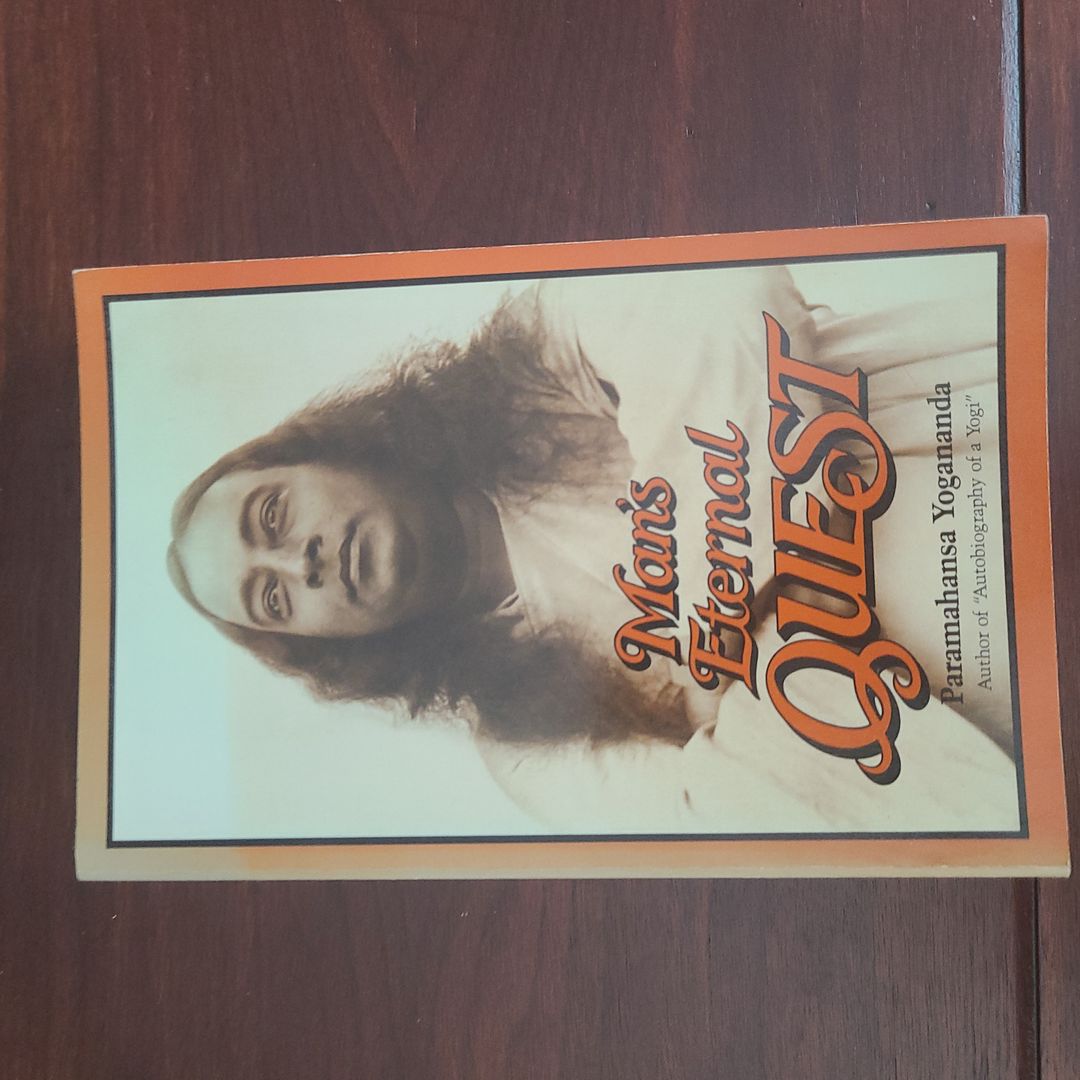 Man's
Eternal
QUEST
Paramahansa Yogananda
Author of "Autobiography of a Yogi"